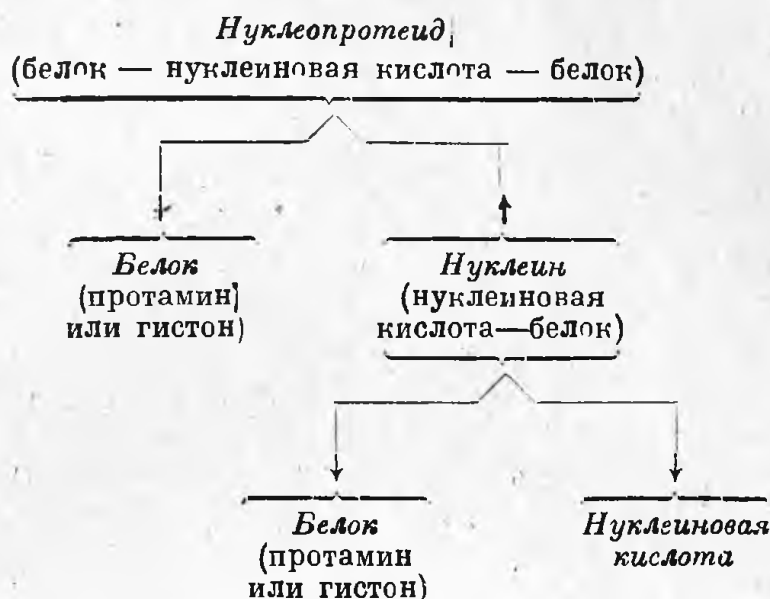 Нуклеопротеид
(белок — нуклеиновая кислота — белок)
Белок
(протамин
или гистон)
Нуклеин
(нуклеиновая
кислота—белок)
Белок
(протамин
или гистон)
Нуклеиновая
кислота